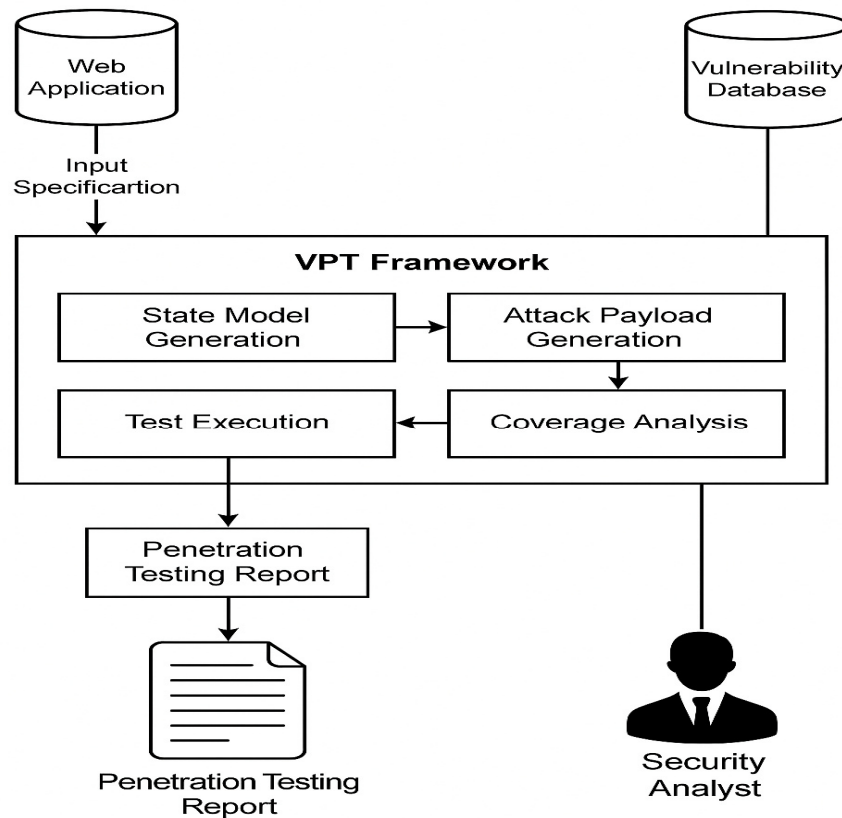 Web
Application
Vulnerability
Database
Input
Specificartion
VPT Framework
State Model
Generation
Attack Payload
Generation
Test Execution
Coverage Analysis
Penetration
Testing Report
Penetration Testing
Report
Security
Analyst